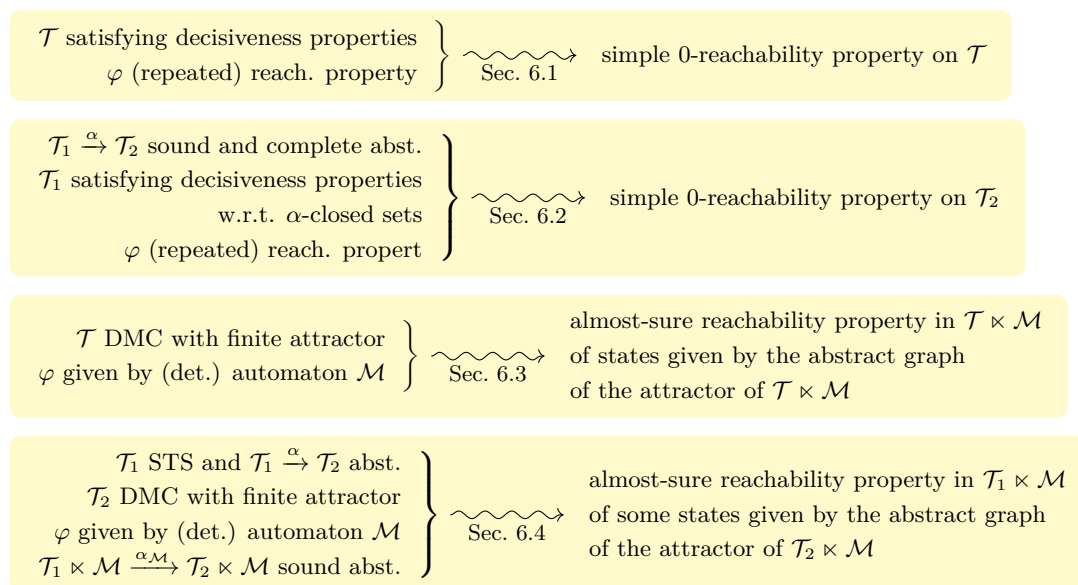 𝒯 satisfying decisiveness properties
φ (repeated) reach. property
Sec. 6.1
simple 0-reachability property on 𝒯
𝒯₁ →^α 𝒯₂ sound and complete abst.
𝒯₁ satisfying decisiveness properties
w.r.t. α-closed sets
φ (repeated) reach. propert
Sec. 6.2
simple 0-reachability property on 𝒯₂
𝒯 DMC with finite attractor
φ given by (det.) automaton ℳ
Sec. 6.3
almost-sure reachability property in 𝒯 ⋉ ℳ
of states given by the abstract graph
of the attractor of 𝒯 ⋉ ℳ
𝒯₁ STS and 𝒯₁ →^α 𝒯₂ abst.
𝒯₂ DMC with finite attractor
φ given by (det.) automaton ℳ
𝒯₁ ⋉ ℳ →^{α_ℳ} 𝒯₂ ⋉ ℳ sound abst.
Sec. 6.4
almost-sure reachability property in 𝒯₁ ⋉ ℳ
of some states given by the abstract graph
of the attractor of 𝒯₂ ⋉ ℳ